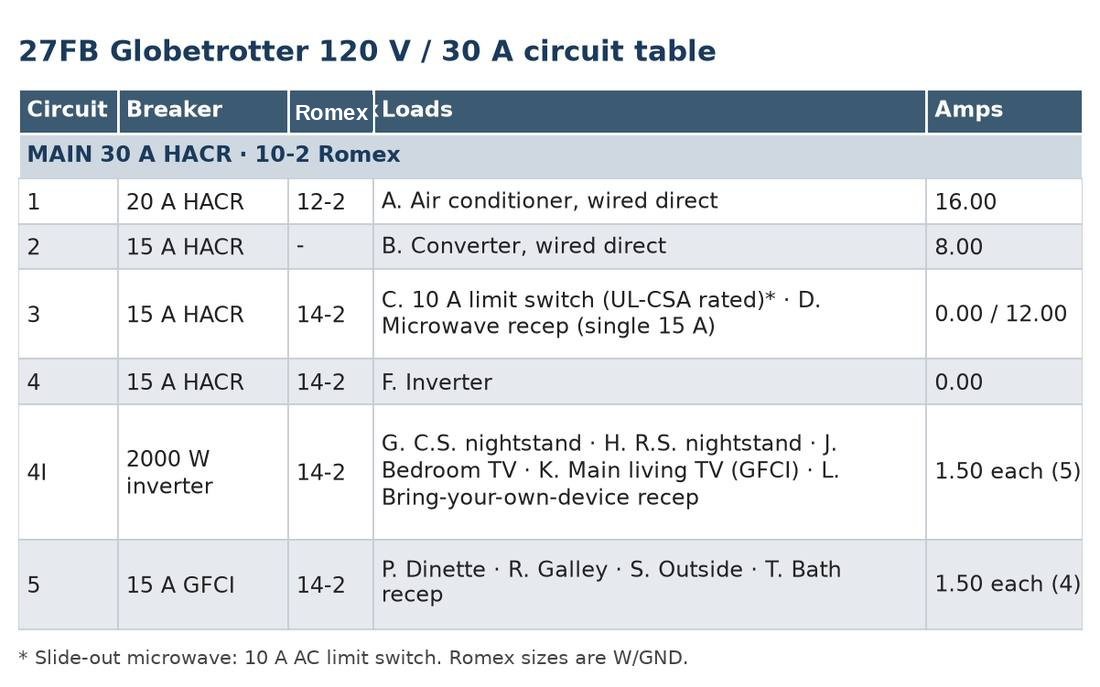 27FB Globetrotter 120 V / 30 A circuit table
Circuit Breaker Romex Loads Amps
MAIN 30 A HACR · 10-2 Romex
1 20 A HACR 12-2 A. Air conditioner, wired direct 16.00
2 15 A HACR - B. Converter, wired direct 8.00
3 15 A HACR 14-2 C. 10 A limit switch (UL-CSA rated)* · D. 0.00 / 12.00
Microwave recep (single 15 A)
4 15 A HACR 14-2 F. Inverter 0.00
4I 2000 W 14-2 G. C.S. nightstand · H. R.S. nightstand · J. 1.50 each (5)
inverter Bedroom TV · K. Main living TV (GFCI) · L.
Bring-your-own-device recep
5 15 A GFCI 14-2 P. Dinette · R. Galley · S. Outside · T. Bath 1.50 each (4)
recep
* Slide-out microwave: 10 A AC limit switch. Romex sizes are W/GND.